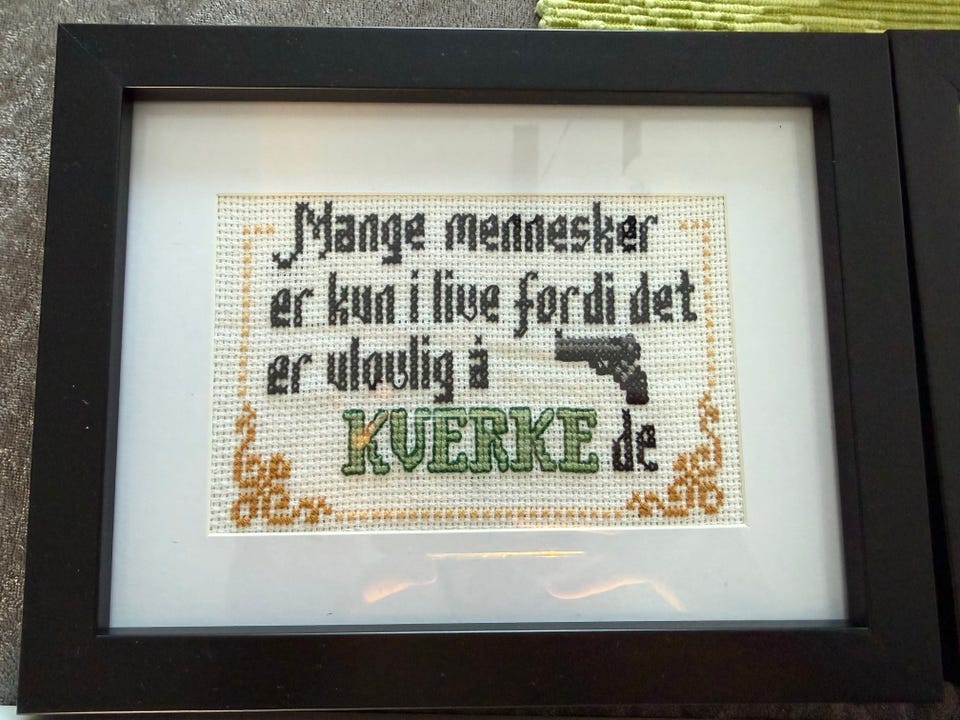 Mange mennesker
er kun i live fordi det
er ulovlig å
KVERKE de